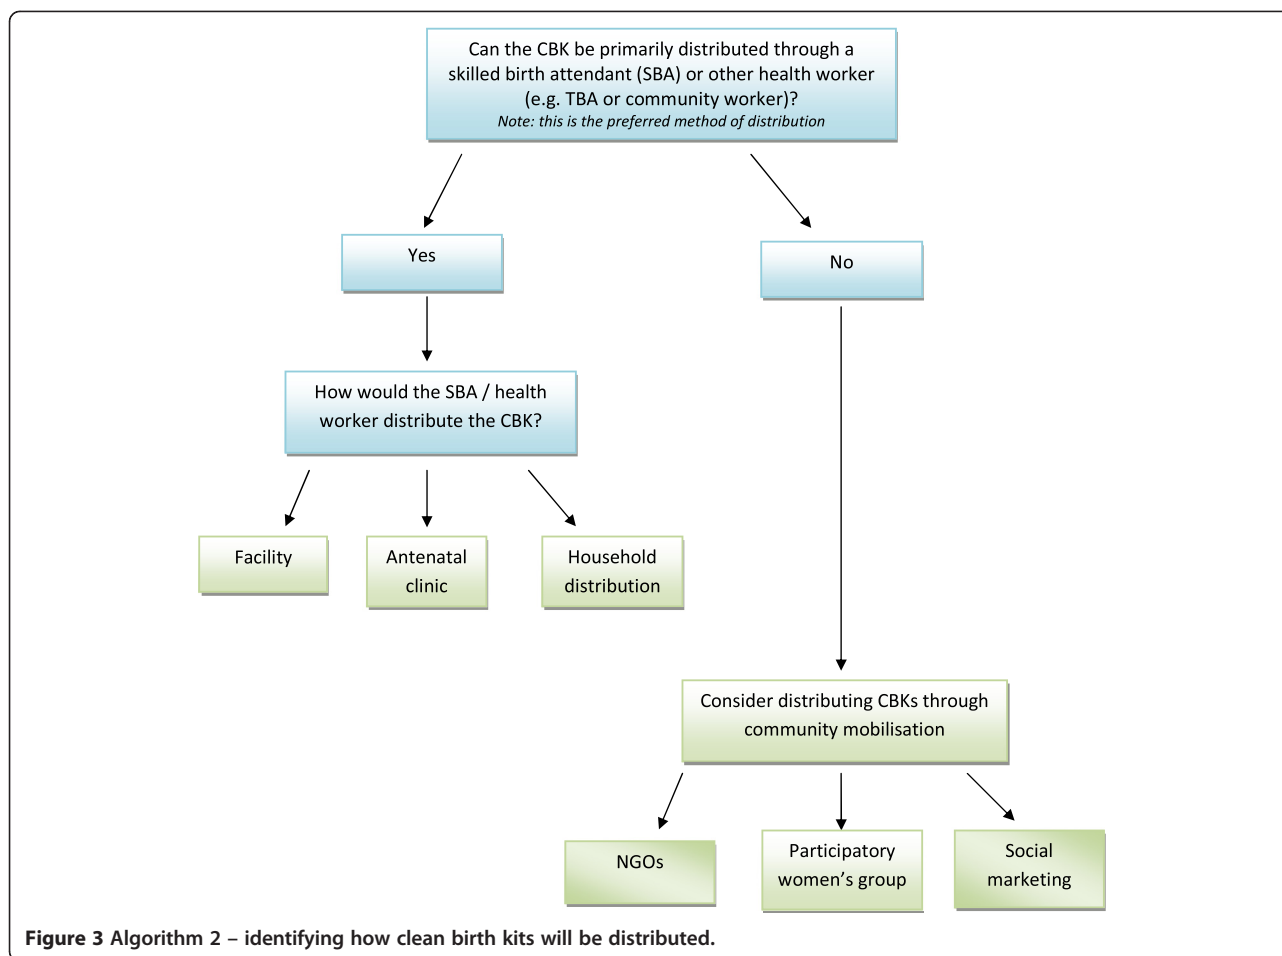 Can the CBK be primarily distributed through a
skilled birth attendant (SBA) or other health worker
(e.g. TBA or community worker)?
Note: this is the preferred method of distribution
Yes
No
How would the SBA / health
worker distribute the CBK?
Facility
Antenatal
clinic
Household
distribution
Consider distributing CBKs through
community mobilisation
NGOs
Participatory
women’s group
Social
marketing
Figure 3 Algorithm 2 – identifying how clean birth kits will be distributed.